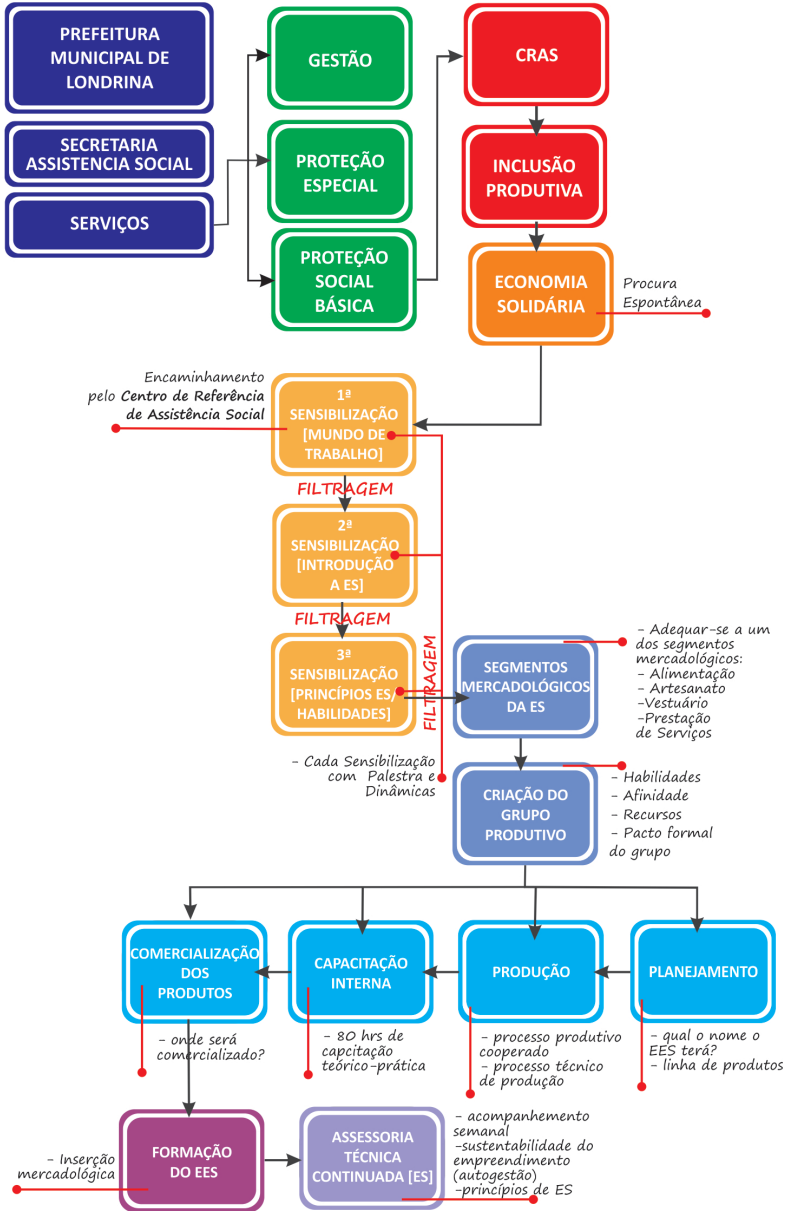 PREFEITURA
MUNICIPAL DE
LONDRINA
SECRETARIA
ASSISTENCIA SOCIAL
SERVIÇOS
GESTÃO
PROTEÇÃO
ESPECIAL
PROTEÇÃO
SOCIAL
BÁSICA
CRAS
INCLUSÃO
PRODUTIVA
ECONOMIA
SOLIDÁRIA
Procura
Espontânea
Encaminhamento
pelo Centro de Referência
de Assistência Social
1ª
SENSIBILIZAÇÃO
[MUNDO DE
TRABALHO]
FILTRAGEM
2ª
SENSIBILIZAÇÃO
[INTRODUÇÃO
A ES]
FILTRAGEM
3ª
SENSIBILIZAÇÃO
[PRINCÍPIOS ES/
HABILIDADES]
FILTRAGEM
- Cada Sensibilização
com Palestra e
Dinâmicas
SEGMENTOS
MERCADOLÓGICOS
DA ES
- Adequar-se a um
dos segmentos
mercadológicos:
- Alimentação
- Artesanato
-Vestuário
-Prestação
de Serviços
CRIAÇÃO DO
GRUPO
PRODUTIVO
- Habilidades
- Afinidade
- Recursos
- Pacto formal
do grupo
COMERCIALIZAÇÃO
DOS
PRODUTOS
- onde será
comercializado?
CAPACITAÇÃO
INTERNA
- 80 hrs de
capcitação
teórico-prática
PRODUÇÃO
- processo produtivo
cooperado
- processo técnico
de produção
PLANEJAMENTO
- qual o nome o
EES terá?
- linha de produtos
- Inserção
mercadológica
FORMAÇÃO
DO EES
ASSESSORIA
TÉCNICA
CONTINUADA [ES]
- acompanhemento
semanal
-sustentabilidade do
empreendimento
(autogestão)
-princípios de ES